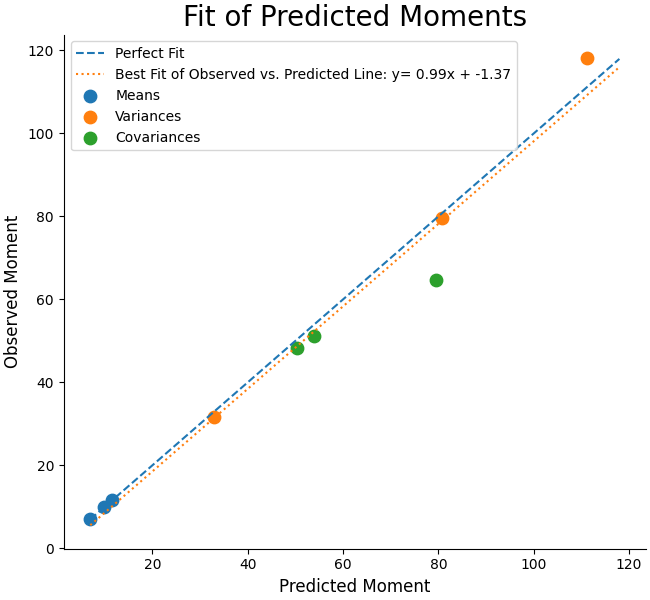 Fit of Predicted Moments
Perfect Fit
Best Fit of Observed vs. Predicted Line: y= 0.99x + -1.37
Means
Variances
Covariances
120
100
80
60
40
20
0
Observed Moment
20
40
60
80
100
120
Predicted Moment